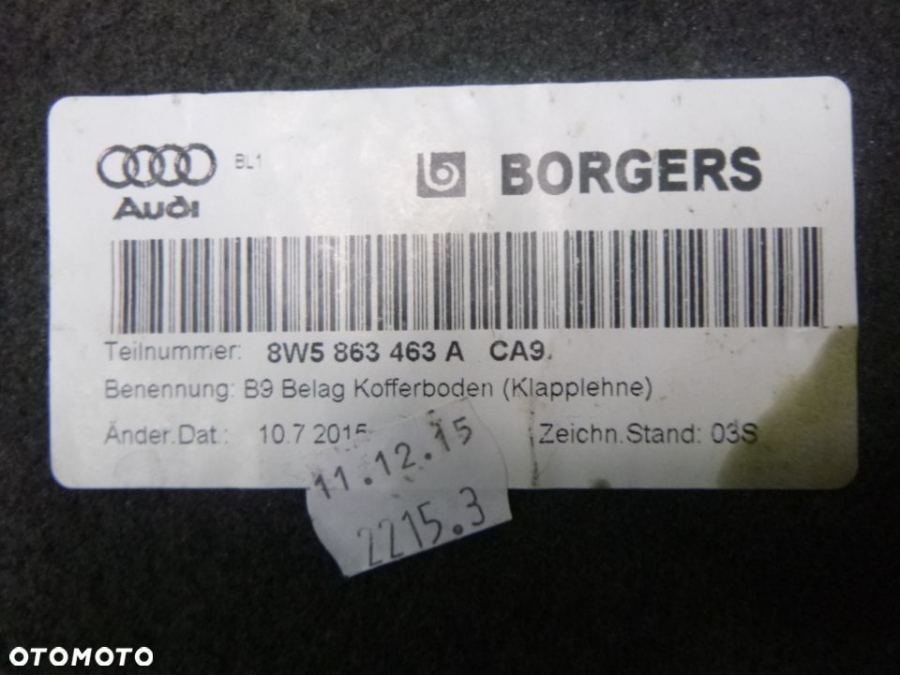 BL1
BORGERS
Audi
Teilnummer: 8W5 863 463 A CA9.
Benennung: B9 Belag Kofferboden (Klapplehne)
Änder.Dat.: 10.7 2015 Zeichn.Stand: 03S
11.12.15
2215.3
OTOMOTO